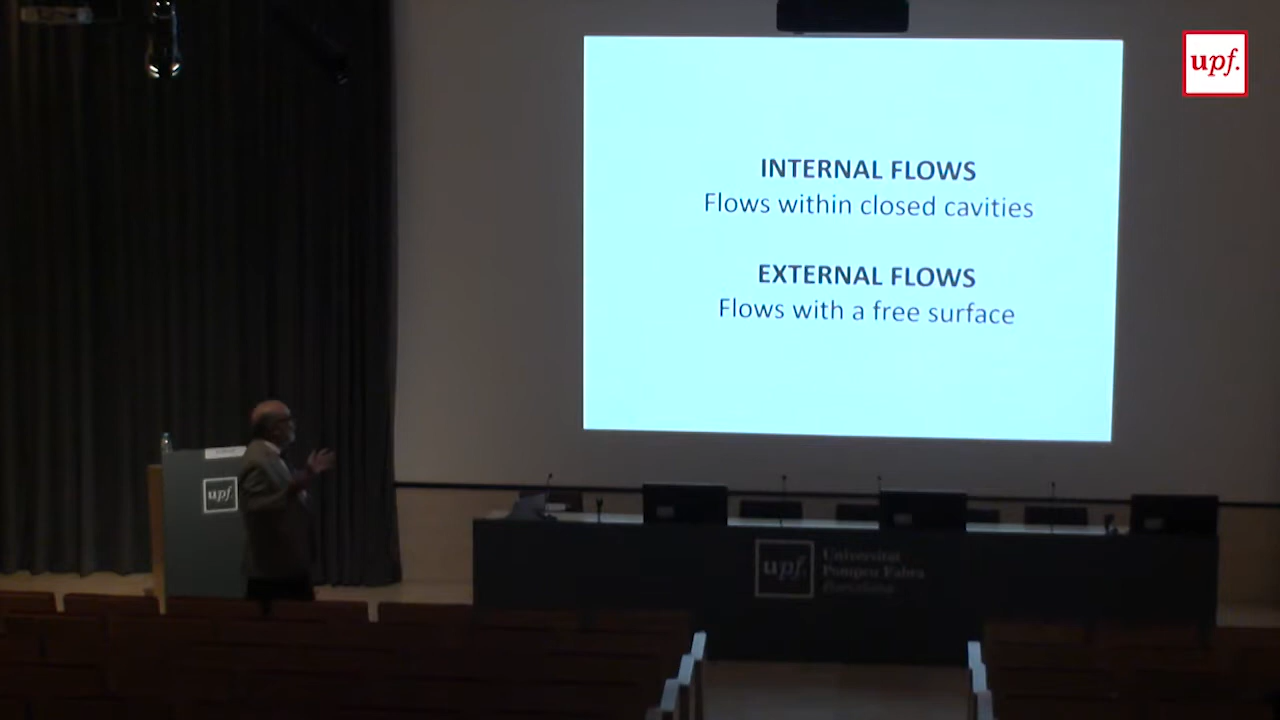 upf.
INTERNAL FLOWS
Flows within closed cavities
EXTERNAL FLOWS
Flows with a free surface
upf.
upf.
Universitat
Pompeu Fabra
Barcelona